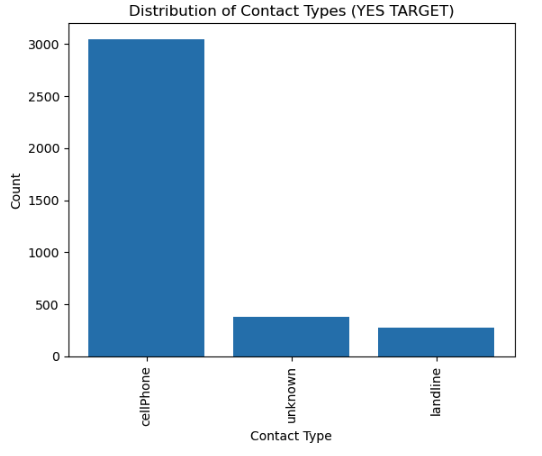 Distribution of Contact Types (YES TARGET)
3000
2500
2000
1500
1000
500
0
Count
cellPhone
unknown
landline
Contact Type